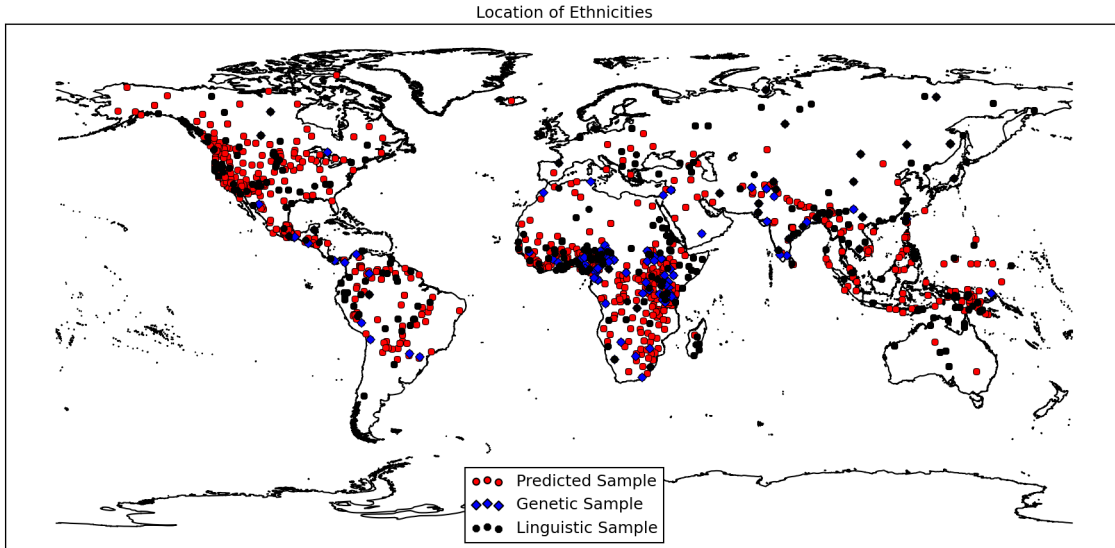 Location of Ethnicities
Predicted Sample
Genetic Sample
Linguistic Sample